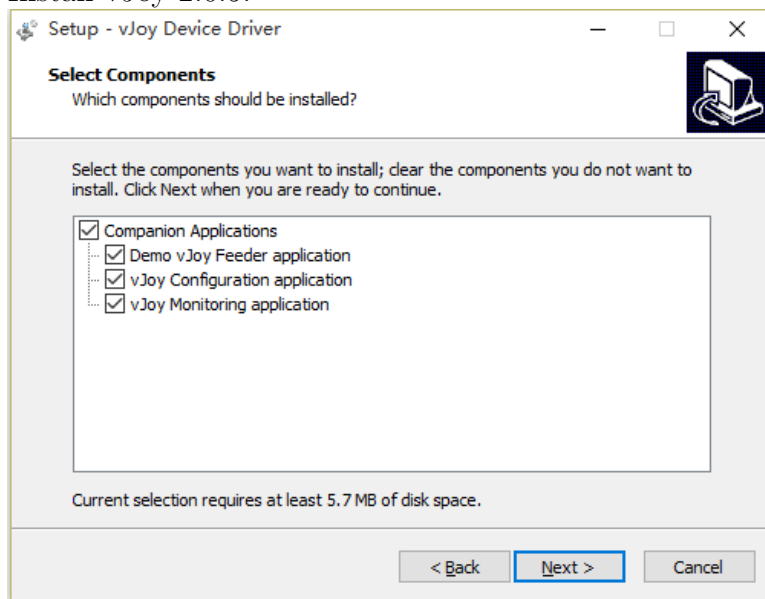 Setup - vJoy Device Driver
Select Components
Which components should be installed?
Select the components you want to install; clear the components you do not want to
install. Click Next when you are ready to continue.
Companion Applications
Demo vJoy Feeder application
vJoy Configuration application
vJoy Monitoring application
Current selection requires at least 5.7 MB of disk space.
< Back
Next >
Cancel